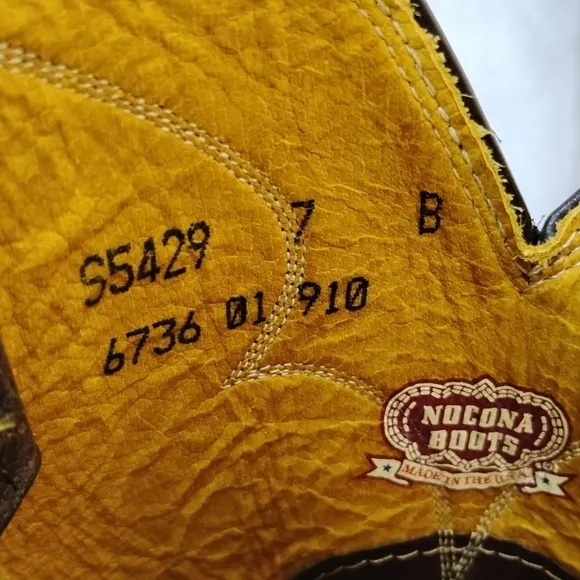 7 B
S5429
6736 01 910
NOCONA
BOOTS
MADE IN THE U.S.A.
®